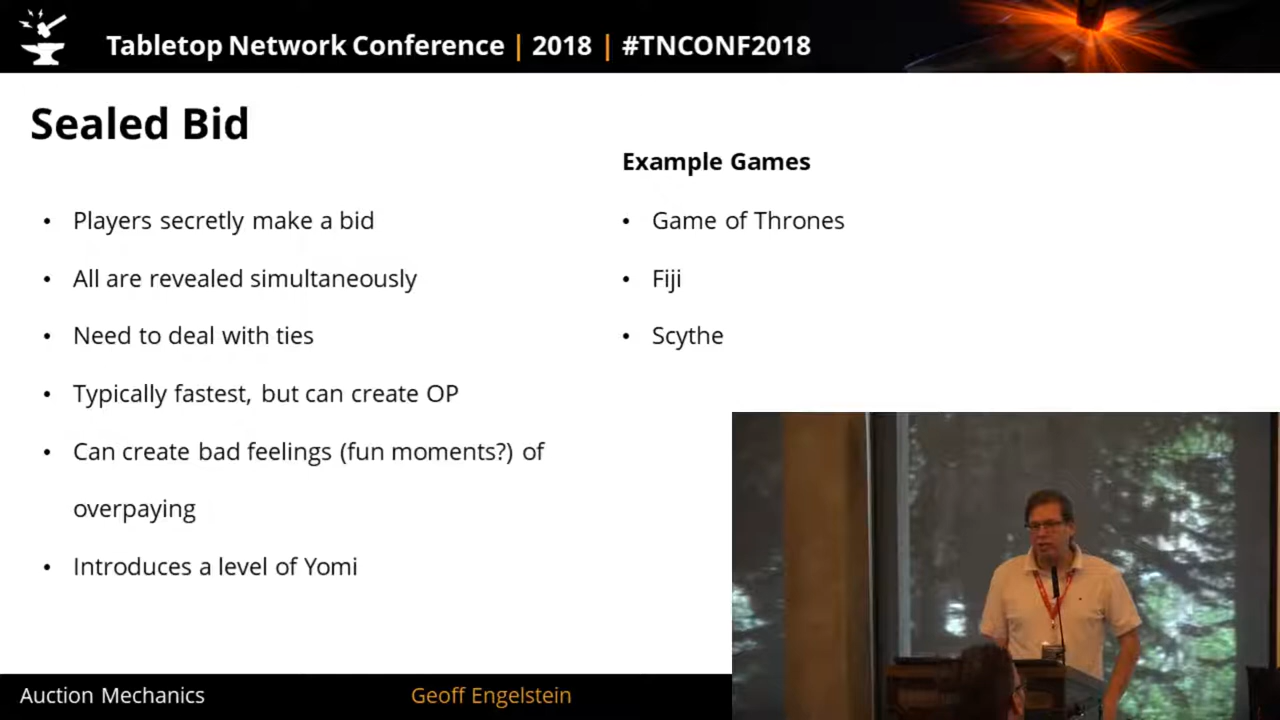 Tabletop Network Conference | 2018 | #TNCONF2018
Sealed Bid
• Players secretly make a bid
• All are revealed simultaneously
• Need to deal with ties
• Typically fastest, but can create OP
• Can create bad feelings (fun moments?) of
overpaying
• Introduces a level of Yomi
Example Games
• Game of Thrones
• Fiji
• Scythe
Auction Mechanics
Geoff Engelstein